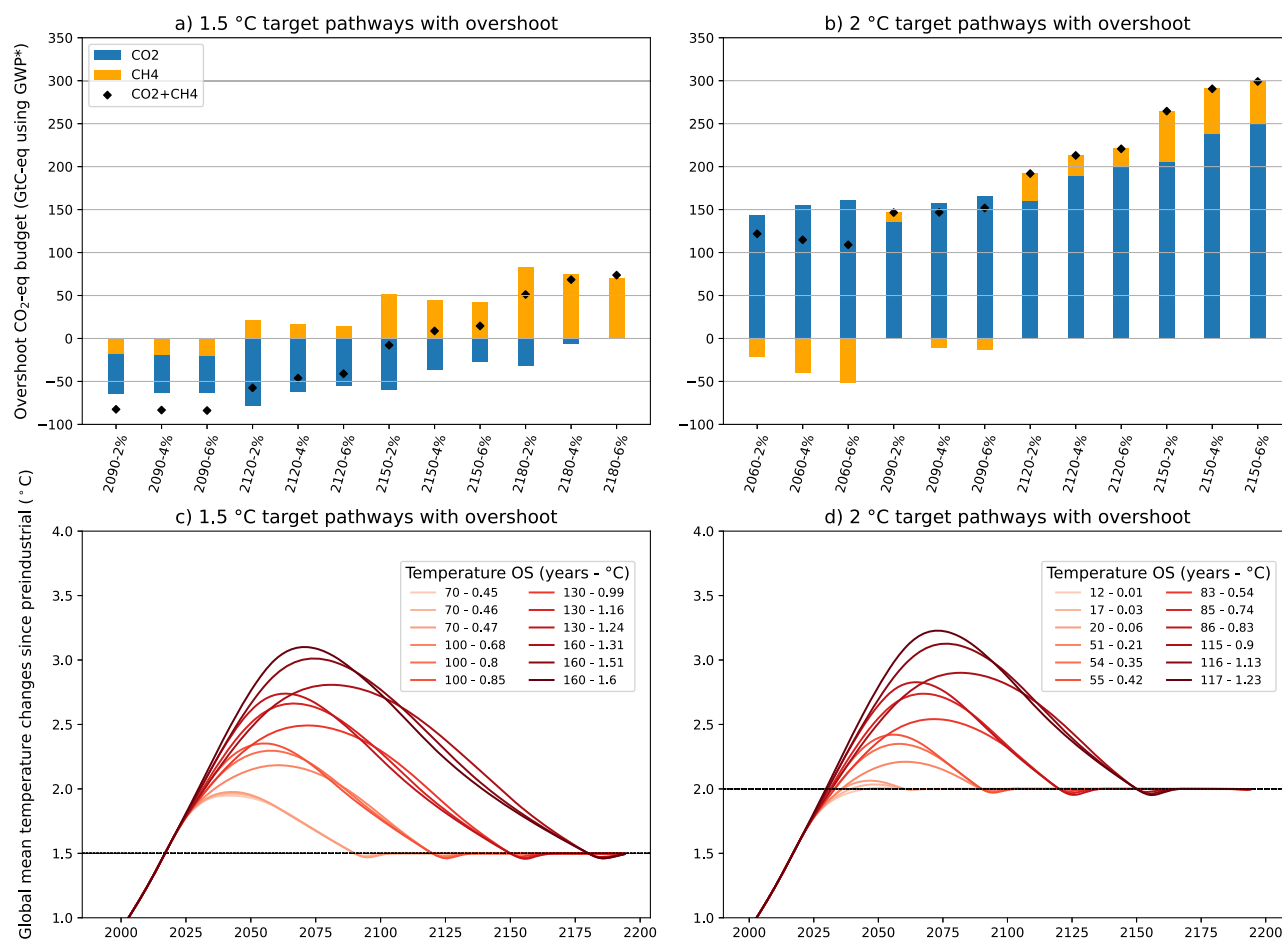 a) 1.5 °C target pathways with overshoot
b) 2 °C target pathways with overshoot
Overshoot CO2-eq budget (GtC-eq using GWP*)
350
300
250
200
150
100
50
0
−50
−100
CO2
CH4
CO2+CH4
2090-2%
2090-4%
2090-6%
2120-2%
2120-4%
2120-6%
2150-2%
2150-4%
2150-6%
2180-2%
2180-4%
2180-6%
350
300
250
200
150
100
50
0
−50
−100
2060-2%
2060-4%
2060-6%
2090-2%
2090-4%
2090-6%
2120-2%
2120-4%
2120-6%
2150-2%
2150-4%
2150-6%
c) 1.5 °C target pathways with overshoot
d) 2 °C target pathways with overshoot
Global mean temperature changes since preindustrial (°C)
4.0
3.5
3.0
2.5
2.0
1.5
1.0
Temperature OS (years - °C)
70 - 0.45
70 - 0.46
70 - 0.47
100 - 0.68
100 - 0.8
100 - 0.85
130 - 0.99
130 - 1.16
130 - 1.24
160 - 1.31
160 - 1.51
160 - 1.6
2000 2025 2050 2075 2100 2125 2150 2175 2200
4.0
3.5
3.0
2.5
2.0
1.5
1.0
Temperature OS (years - °C)
12 - 0.01
17 - 0.03
20 - 0.06
51 - 0.21
54 - 0.35
55 - 0.42
83 - 0.54
85 - 0.74
86 - 0.83
115 - 0.9
116 - 1.13
117 - 1.23
2000 2025 2050 2075 2100 2125 2150 2175 2200